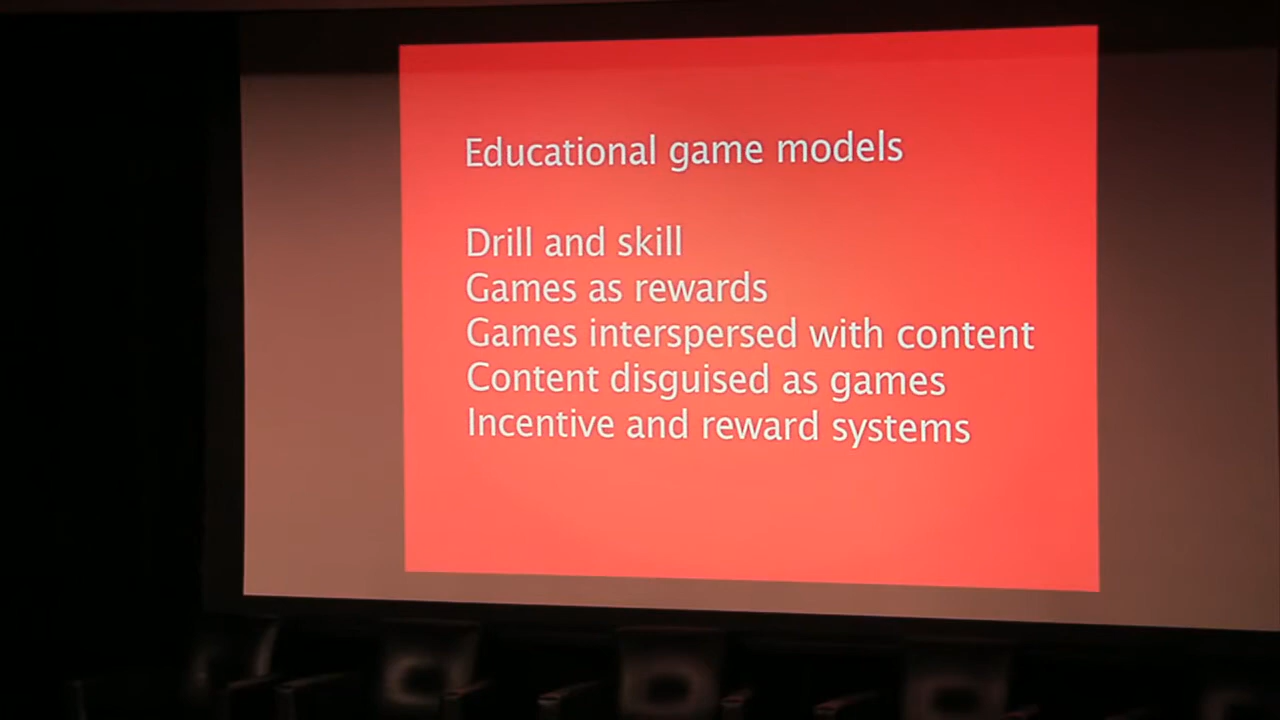 Educational game models
Drill and skill
Games as rewards
Games interspersed with content
Content disguised as games
Incentive and reward systems